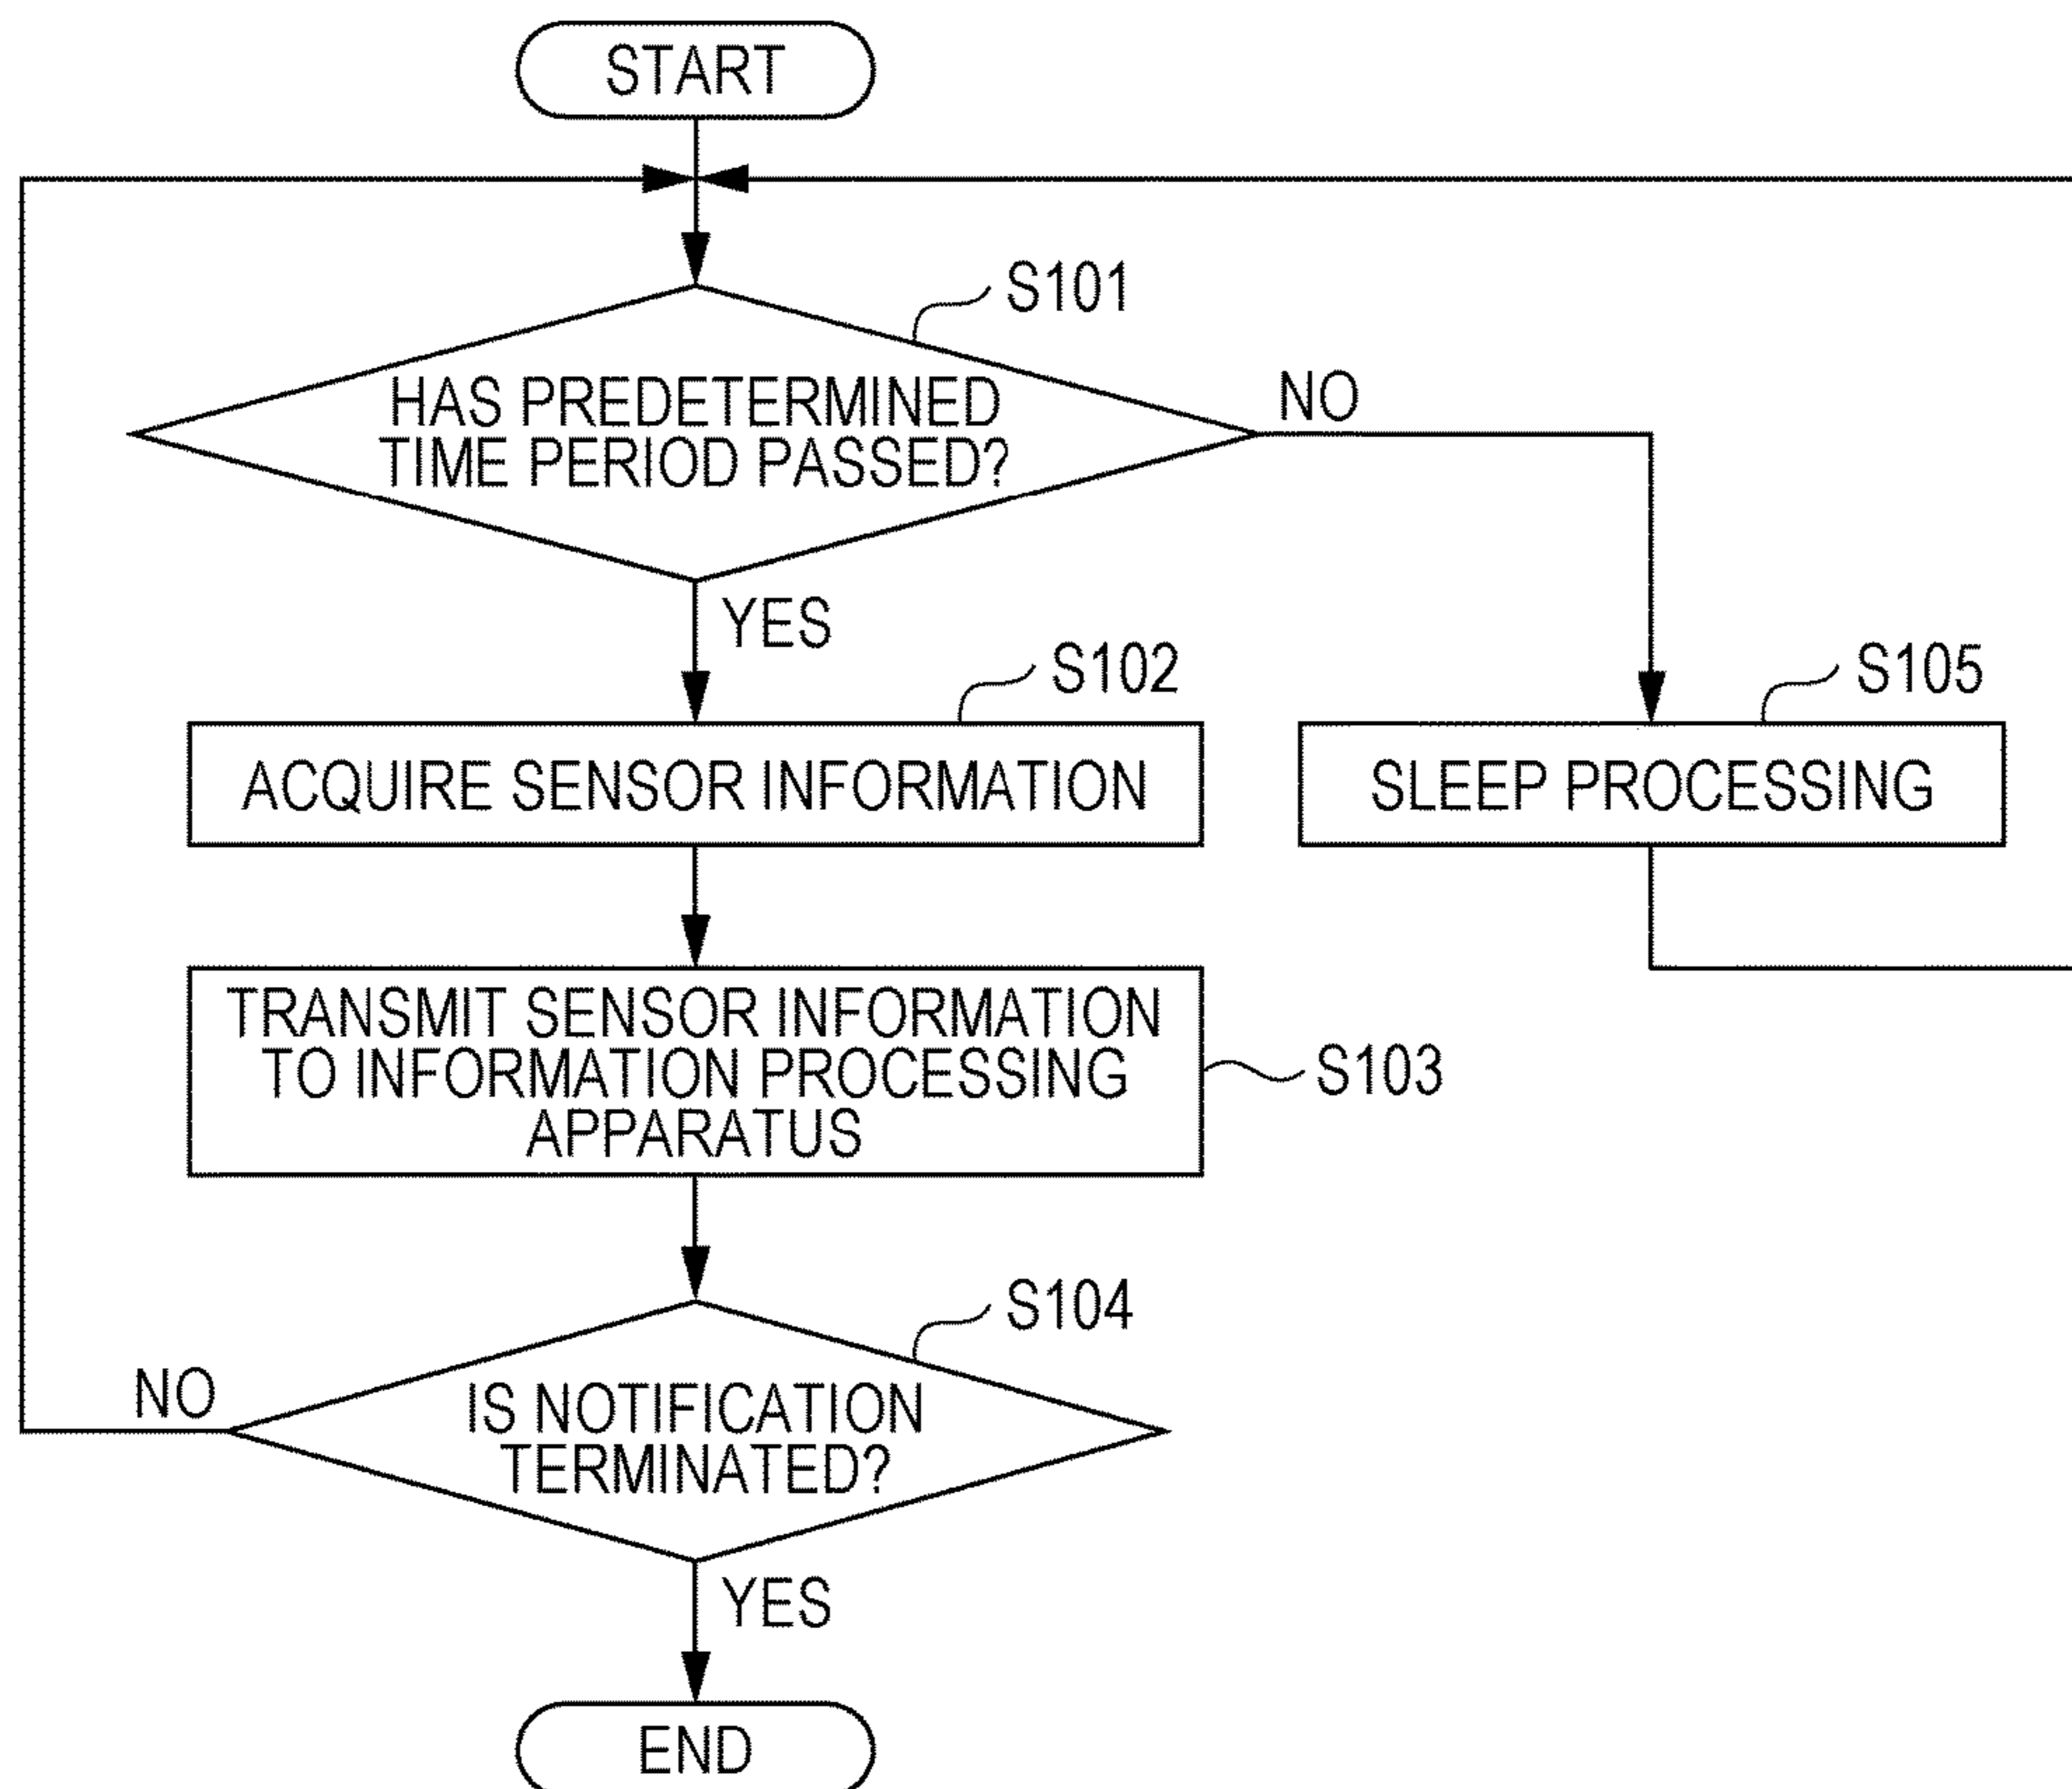 START
S101
HAS PREDETERMINED
TIME PERIOD PASSED?
NO
YES
S102
S105
ACQUIRE SENSOR INFORMATION
SLEEP PROCESSING
TRANSMIT SENSOR INFORMATION
TO INFORMATION PROCESSING
APPARATUS
S103
S104
NO
IS NOTIFICATION
TERMINATED?
YES
END